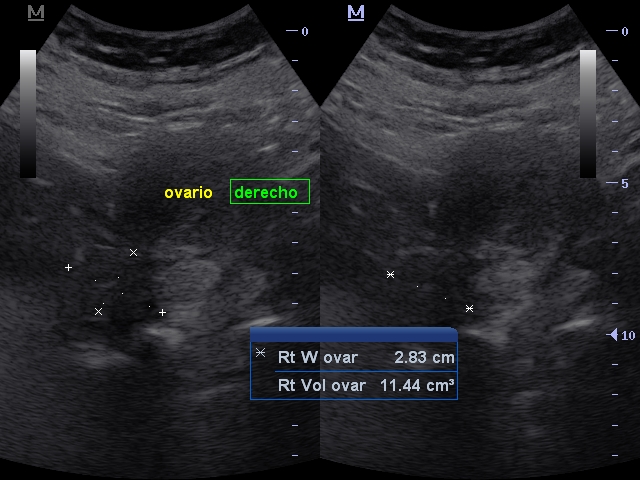 M
M
0
0
ovario derecho
5
Rt W ovar 2.83 cm
Rt Vol ovar 11.44 cm³
10